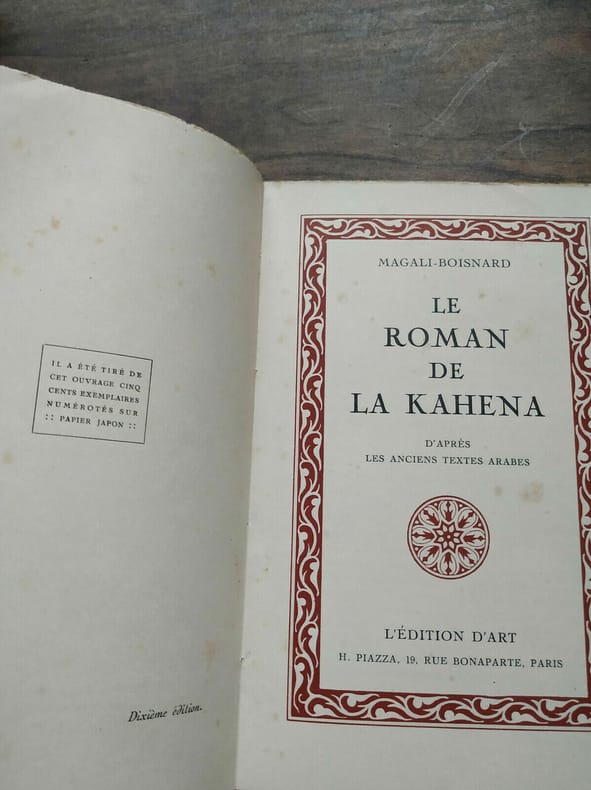 IL A ÉTÉ TIRÉ DE
CET OUVRAGE CINQ
CENTS EXEMPLAIRES
NUMÉROTÉS SUR
:: PAPIER JAPON ::
Dixième édition.
MAGALI-BOISNARD
LE
ROMAN
DE
LA KAHENA
D'APRÈS
LES ANCIENS TEXTES ARABES
L'ÉDITION D'ART
H. PIAZZA, 19, RUE BONAPARTE, PARIS